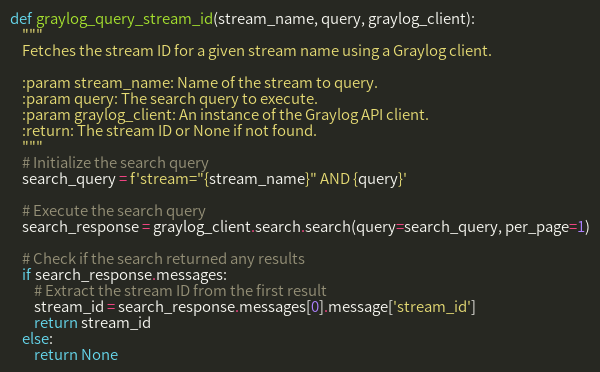 def graylog_query_stream_id(stream_name, query, graylog_client):
"""
Fetches the stream ID for a given stream name using a Graylog client.
:param stream_name: Name of the stream to query.
:param query: The search query to execute.
:param graylog_client: An instance of the Graylog API client.
:return: The stream ID or None if not found.
"""
# Initialize the search query
search_query = f'stream="{stream_name}" AND {query}'
# Execute the search query
search_response = graylog_client.search.search(query=search_query, per_page=1)
# Check if the search returned any results
if search_response.messages:
# Extract the stream ID from the first result
stream_id = search_response.messages[0].message['stream_id']
return stream_id
else:
return None